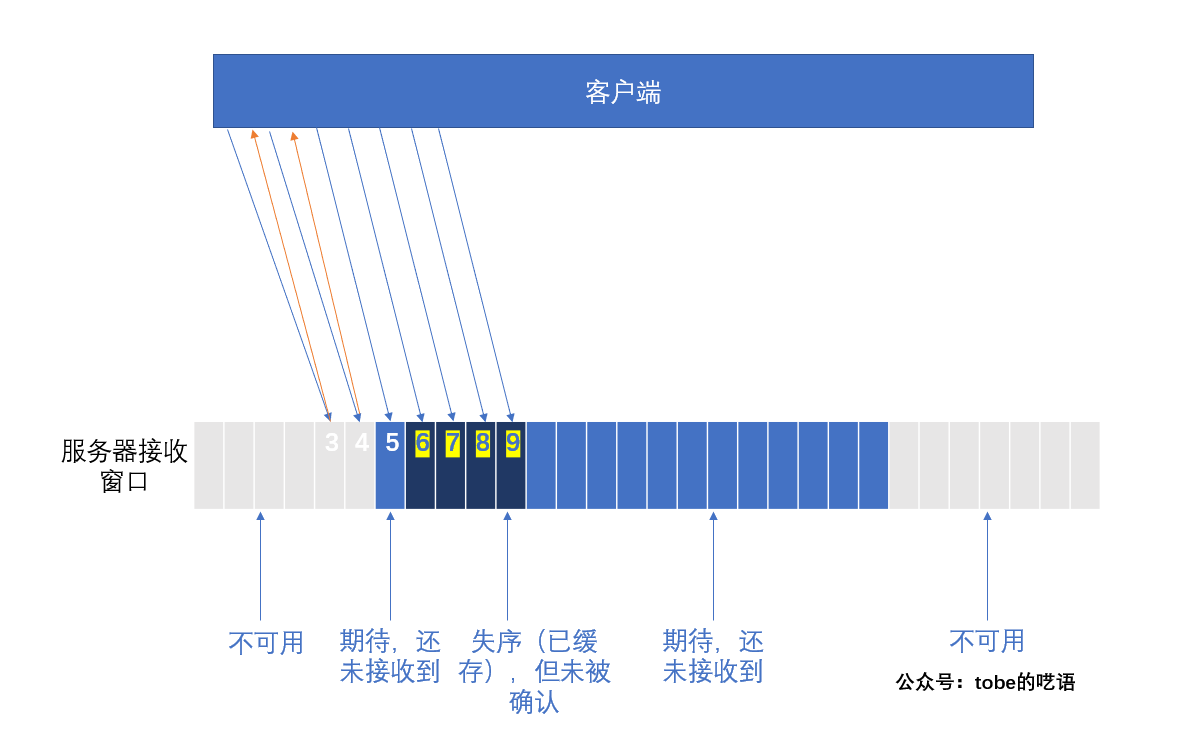 客户端
服务器接收
窗口
3 4 5 6 7 8 9
不可用
期待，还
未接收到
失序（已缓
存），但未被
确认
期待，还
未接收到
不可用
公众号：tobe的呓语